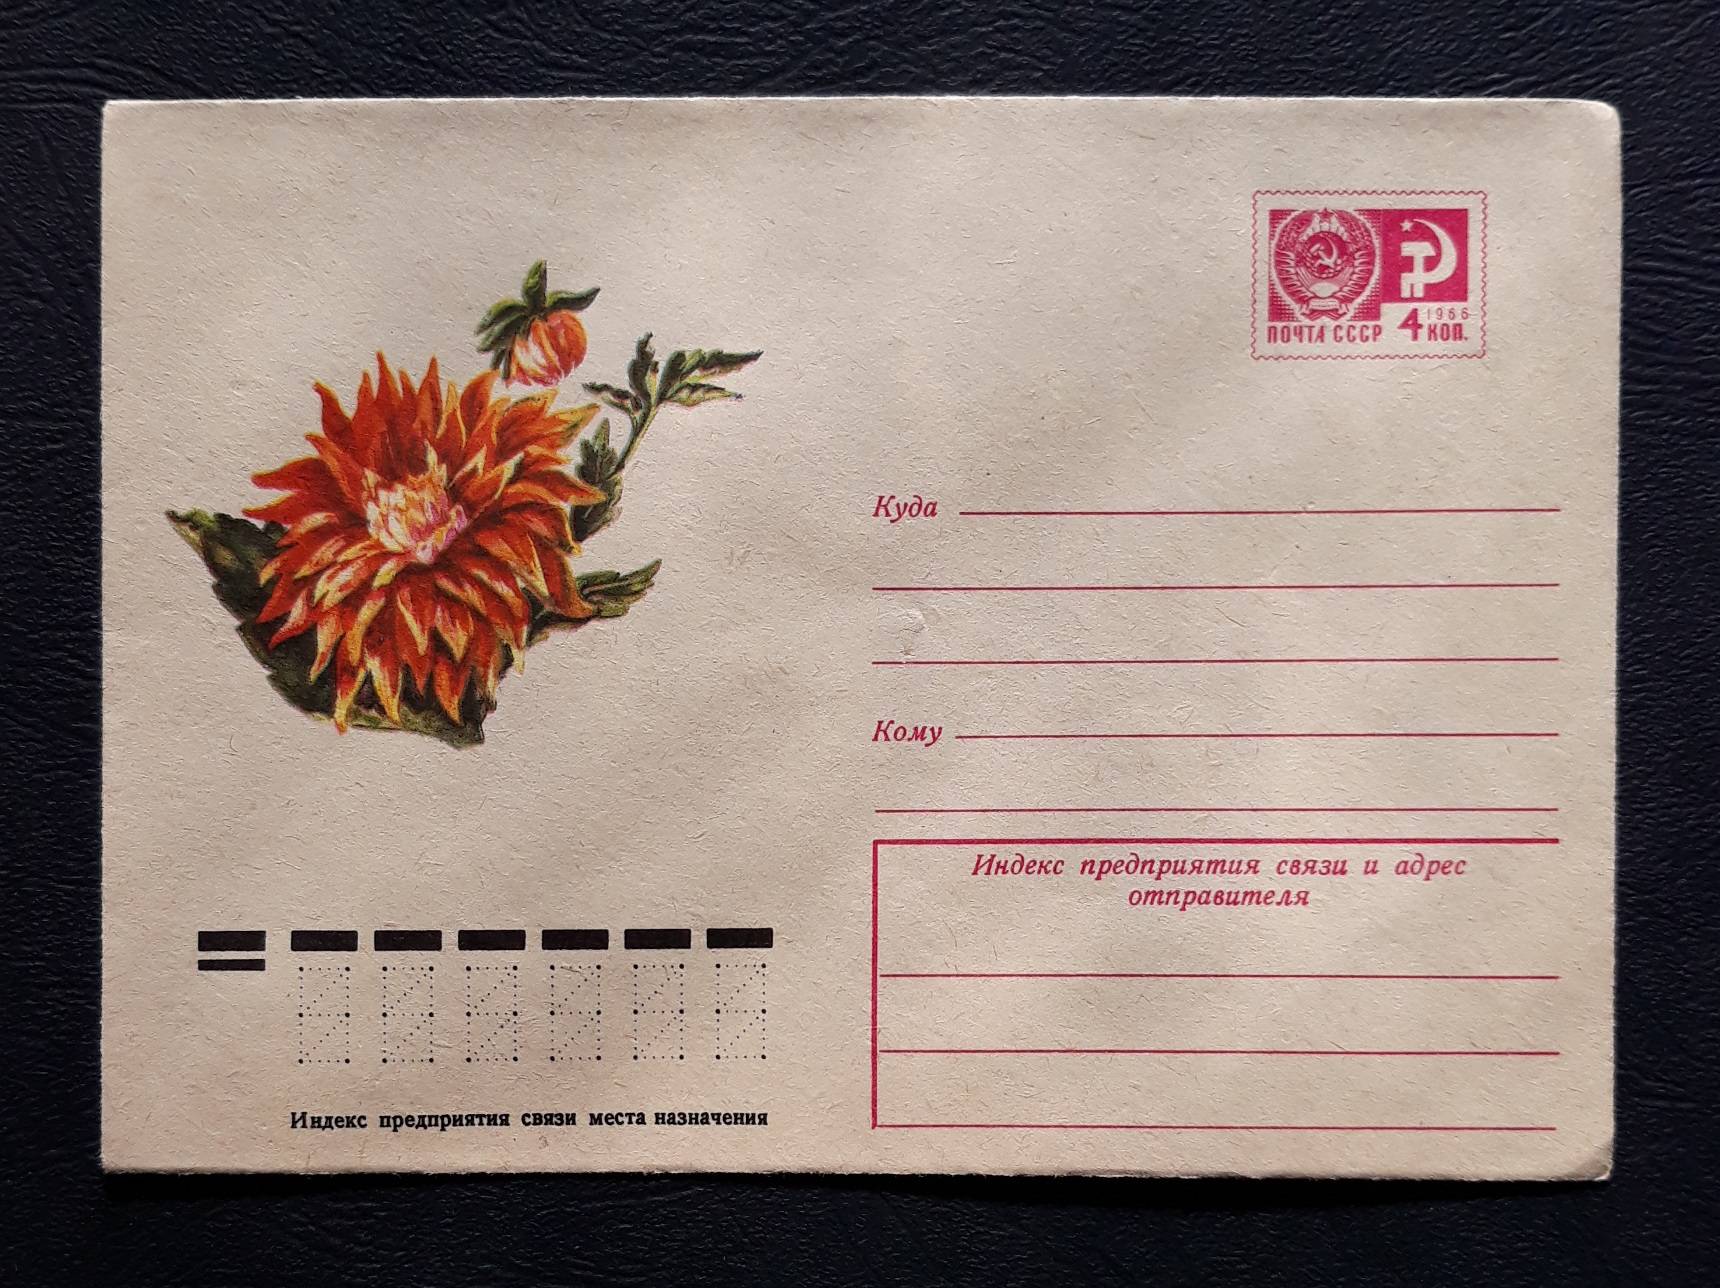 ПОЧТА СССР 4 КОП.
1966
Куда
Кому
Индекс предприятия связи и адрес
отправителя
Индекс предприятия связи места назначения